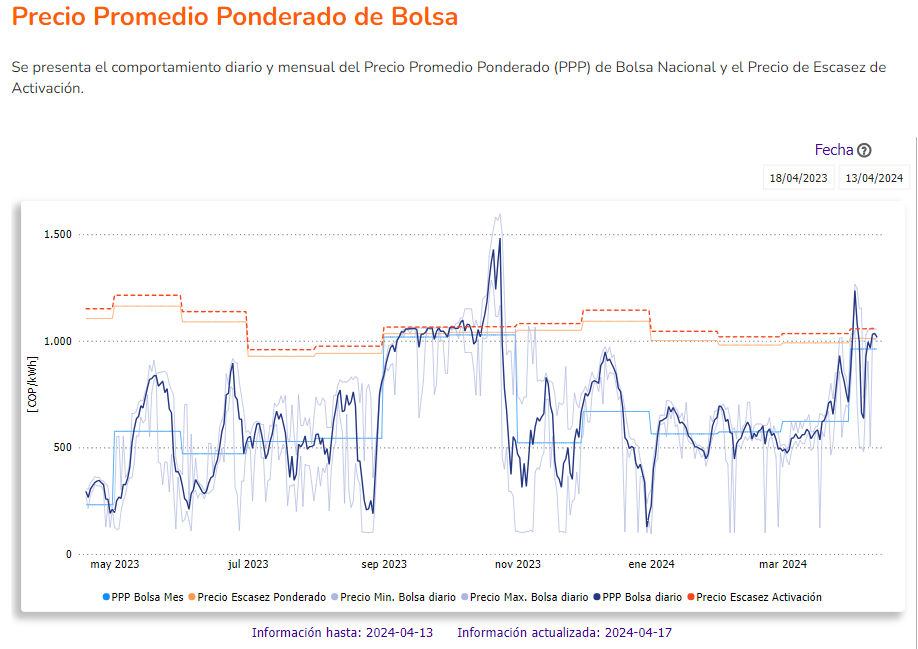 Precio Promedio Ponderado de Bolsa
Se presenta el comportamiento diario y mensual del Precio Promedio Ponderado (PPP) de Bolsa Nacional y el Precio de Escasez de
Activación.
Fecha ?
18/04/2023 13/04/2024
1.500
1.000
500
0
[COP/kWh]
may 2023 jul 2023 sep 2023 nov 2023 ene 2024 mar 2024
PPP Bolsa Mes Precio Escasez Ponderado Precio Min. Bolsa diario Precio Max. Bolsa diario PPP Bolsa diario Precio Escasez Activación
Información hasta: 2024-04-13 Información actualizada: 2024-04-17